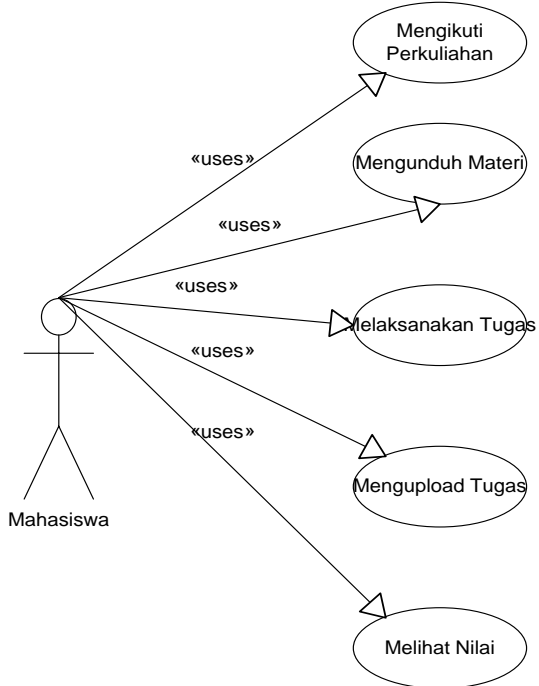 Mengikuti
Perkuliahan
«uses»
Mengunduh Materi
«uses»
«uses»
Melaksanakan Tugas
«uses»
«uses»
Mengupload Tugas
Mahasiswa
Melihat Nilai